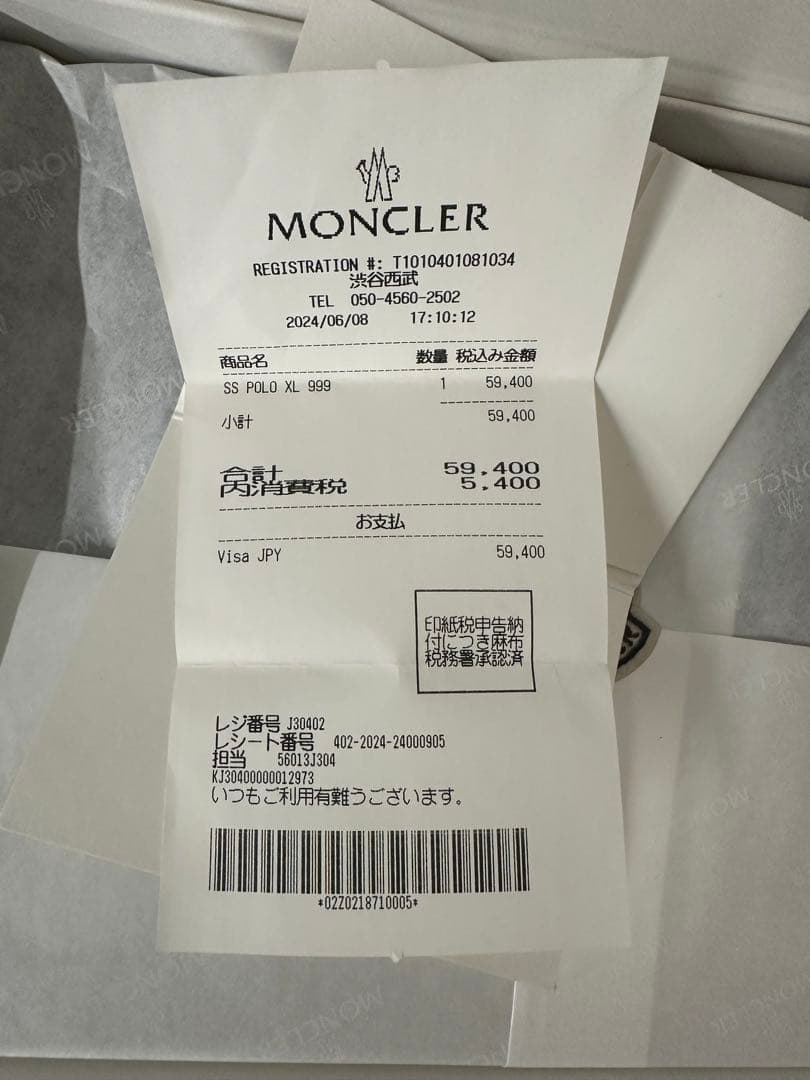 MONCLER
REGISTRATION #: T1010401081034
渋谷西武
TEL 050-4560-2502
2024/06/08 17:10:12
商品名 数量 税込み金額
SS POLO XL 999 1 59,400
小計 59,400
合計 59,400
内消費税 5,400
お支払
Visa JPY 59,400
印紙税申告納
付につき麻布
税務署承認済
レジ番号 J30402
レシート番号 402-2024-24000905
担当 56013J304
KJ30400000012973
いつもご利用有難うございます。
*02Z0218710005*
MONCLER
MONCLER
MONCLER
MONCLER
MONCLER